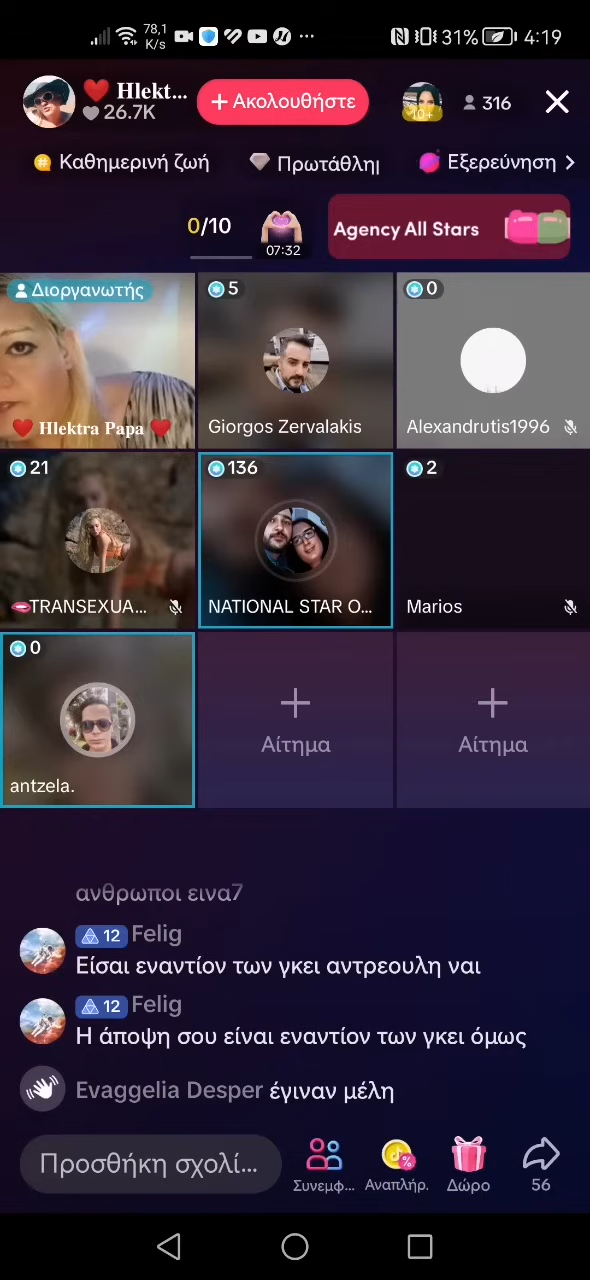 78,1
K/s
31%
4:19
Hlekt...
26.7K
+ Ακολουθήστε
10+
316
Καθημερινή ζωή
Πρωτάθλη
Εξερεύνηση
0/10
07:32
Agency All Stars
Διοργανωτής
Hlektra Papa
5
Giorgos Zervalakis
0
Alexandrutis1996
21
TRANSEXUA...
136
NATIONAL STAR O...
2
Marios
0
antzela.
Αίτημα
Αίτημα
ανθρωποι εινα7
12 Felig
Είσαι εναντίον των γκει αντρεουλη ναι
12 Felig
Η άποψη σου είναι εναντίον των γκει όμως
Evaggelia Desper έγιναν μέλη
Προσθήκη σχολί...
Συνεμφ...
Αναπλήρ.
Δώρο
56